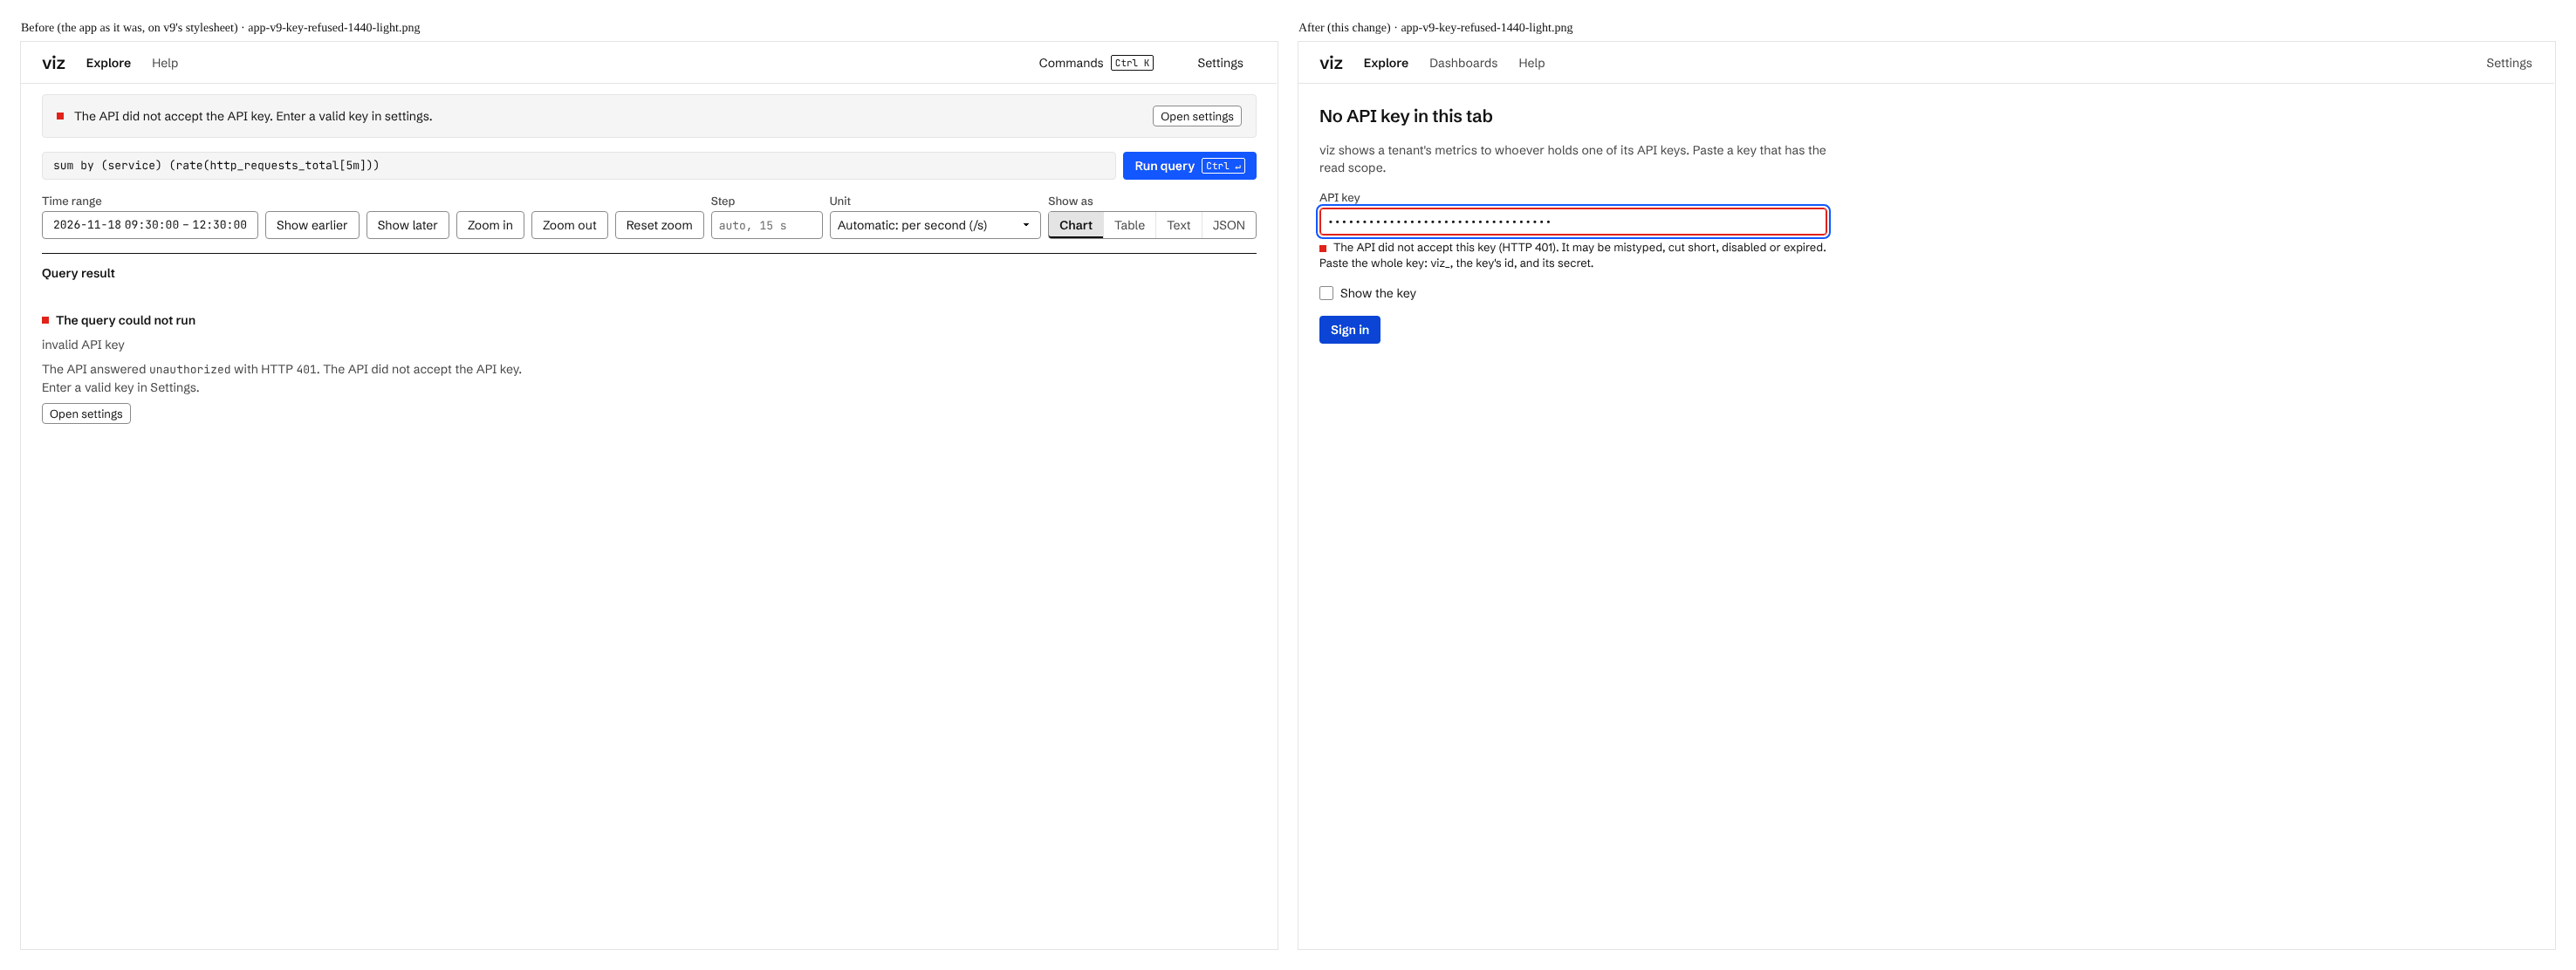 Before (the app as it was, on v9's stylesheet) · app-v9-key-refused-1440-light.png
viz Explore Help Commands Ctrl K Settings
The API did not accept the API key. Enter a valid key in settings. Open settings
sum by (service) (rate(http_requests_total[5m])) Run query Ctrl ↵
Time range Step Unit Show as
2026-11-18 09:30:00 – 12:30:00 Show earlier Show later Zoom in Zoom out Reset zoom auto, 15 s Automatic: per second (/s) Chart Table Text JSON
Query result
The query could not run
invalid API key
The API answered unauthorized with HTTP 401. The API did not accept the API key.
Enter a valid key in Settings.
Open settings
After (this change) · app-v9-key-refused-1440-light.png
viz Explore Dashboards Help Settings
No API key in this tab
viz shows a tenant's metrics to whoever holds one of its API keys. Paste a key that has the
read scope.
API key
The API did not accept this key (HTTP 401). It may be mistyped, cut short, disabled or expired.
Paste the whole key: viz_, the key's id, and its secret.
Show the key
Sign in